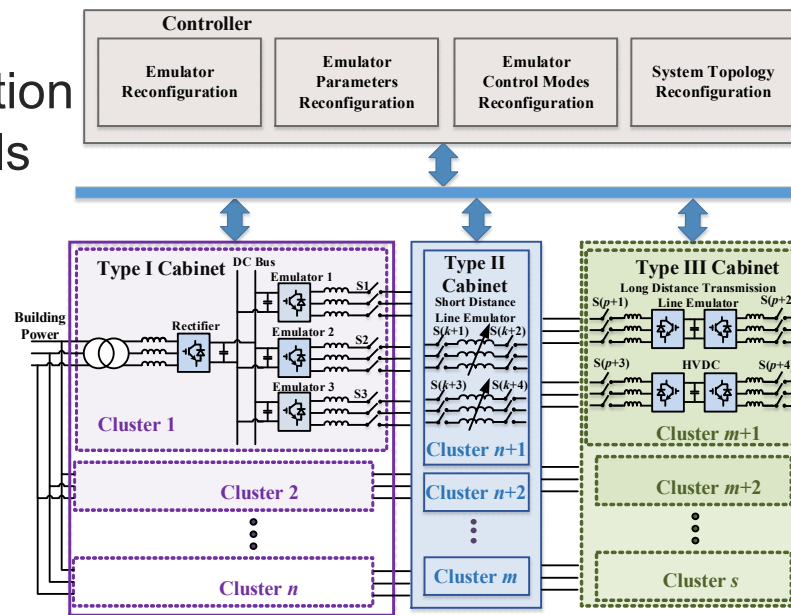 tion
ls
Controller
Emulator
Reconfiguration
Emulator
Parameters
Reconfiguration
Emulator
Control Modes
Reconfiguration
System Topology
Reconfiguration
Type I Cabinet
DC Bus
Emulator 1
S1
Building
Power
Rectifier
Emulator 2
S2
Emulator 3
S3
Cluster 1
Cluster 2
Cluster n
Type II
Cabinet
Short Distance
Line Emulator
S(k+1)
S(k+2)
S(k+3)
S(k+4)
Cluster n+1
Cluster n+2
Cluster m
Type III Cabinet
Long Distance Transmission
Line Emulator
S(p+1)
S(p+2
S(p+3)
HVDC
S(p+4)
Cluster m+1
Cluster m+2
Cluster s